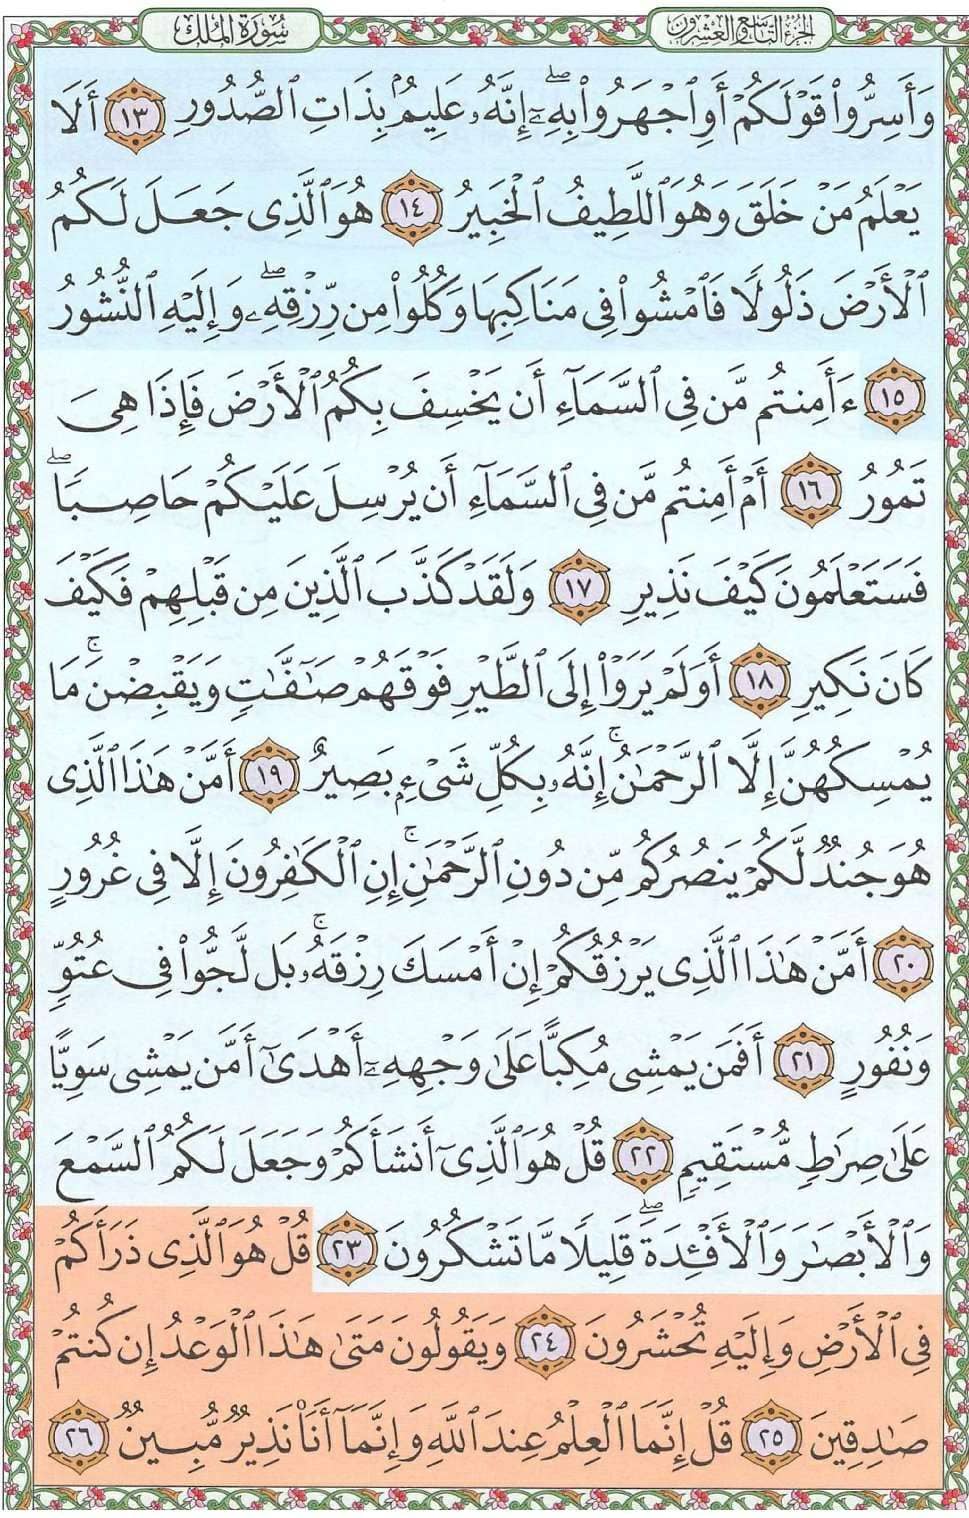 الجزء التاسع والعشرون
سورة الملك
وَأَسِرُّوا۟ قَوْلَكُمْ أَوِ ٱجْهَرُوا۟ بِهِۦٓ ۖ إِنَّهُۥ عَلِيمٌۢ بِذَاتِ ٱلصُّدُورِ ١٣ أَلَا
يَعْلَمُ مَنْ خَلَقَ وَهُوَ ٱللَّطِيفُ ٱلْخَبِيرُ ١٤ هُوَ ٱلَّذِى جَعَلَ لَكُمُ
ٱلْأَرْضَ ذَلُولًا فَٱمْشُوا۟ فِى مَنَاكِبِهَا وَكُلُوا۟ مِن رِّزْقِهِۦ ۖ وَإِلَيْهِ ٱلنُّشُورُ
١٥ ءَأَمِنتُم مَّن فِى ٱلسَّمَآءِ أَن يَخْسِفَ بِكُمُ ٱلْأَرْضَ فَإِذَا هِىَ
تَمُورُ ١٦ أَمْ أَمِنتُم مَّن فِى ٱلسَّمَآءِ أَن يُرْسِلَ عَلَيْكُمْ حَاصِبًا ۖ
فَسَتَعْلَمُونَ كَيْفَ نَذِيرِ ١٧ وَلَقَدْ كَذَّبَ ٱلَّذِينَ مِن قَبْلِهِمْ فَكَيْفَ
كَانَ نَكِيرِ ١٨ أَوَلَمْ يَرَوْا۟ إِلَى ٱلطَّيْرِ فَوْقَهُمْ صَٰٓفَّٰتٍ وَيَقْبِضْنَ ۚ مَا
يُمْسِكُهُنَّ إِلَّا ٱلرَّحْمَٰنُ ۚ إِنَّهُۥ بِكُلِّ شَىْءٍۭ بَصِيرٌ ١٩ أَمَّنْ هَٰذَا ٱلَّذِى
هُوَ جُندٌ لَّكُمْ يَنصُرُكُم مِّن دُونِ ٱلرَّحْمَٰنِ ۚ إِنِ ٱلْكَٰفِرُونَ إِلَّا فِى غُرُورٍ
٢٠ أَمَّنْ هَٰذَا ٱلَّذِى يَرْزُقُكُمْ إِنْ أَمْسَكَ رِزْقَهُۥ ۚ بَل لَّجُّوا۟ فِى عُتُوٍّ
وَنُفُورٍ ٢١ أَفَمَن يَمْشِى مُكِبًّا عَلَىٰ وَجْهِهِۦٓ أَهْدَىٰٓ أَمَّن يَمْشِى سَوِيًّا
عَلَىٰ صِرَٰطٍ مُّسْتَقِيمٍ ٢٢ قُلْ هُوَ ٱلَّذِىٓ أَنشَأَكُمْ وَجَعَلَ لَكُمُ ٱلسَّمْعَ
وَٱلْأَبْصَٰرَ وَٱلْأَفْـِٔدَةَ ۖ قَلِيلًا مَّا تَشْكُرُونَ ٢٣ قُلْ هُوَ ٱلَّذِى ذَرَأَكُمْ
فِى ٱلْأَرْضِ وَإِلَيْهِ تُحْشَرُونَ ٢٤ وَيَقُولُونَ مَتَىٰ هَٰذَا ٱلْوَعْدُ إِن كُنتُمْ
صَٰدِقِينَ ٢٥ قُلْ إِنَّمَا ٱلْعِلْمُ عِندَ ٱللَّهِ وَإِنَّمَآ أَنَا۠ نَذِيرٌ مُّبِينٌ ٢٦